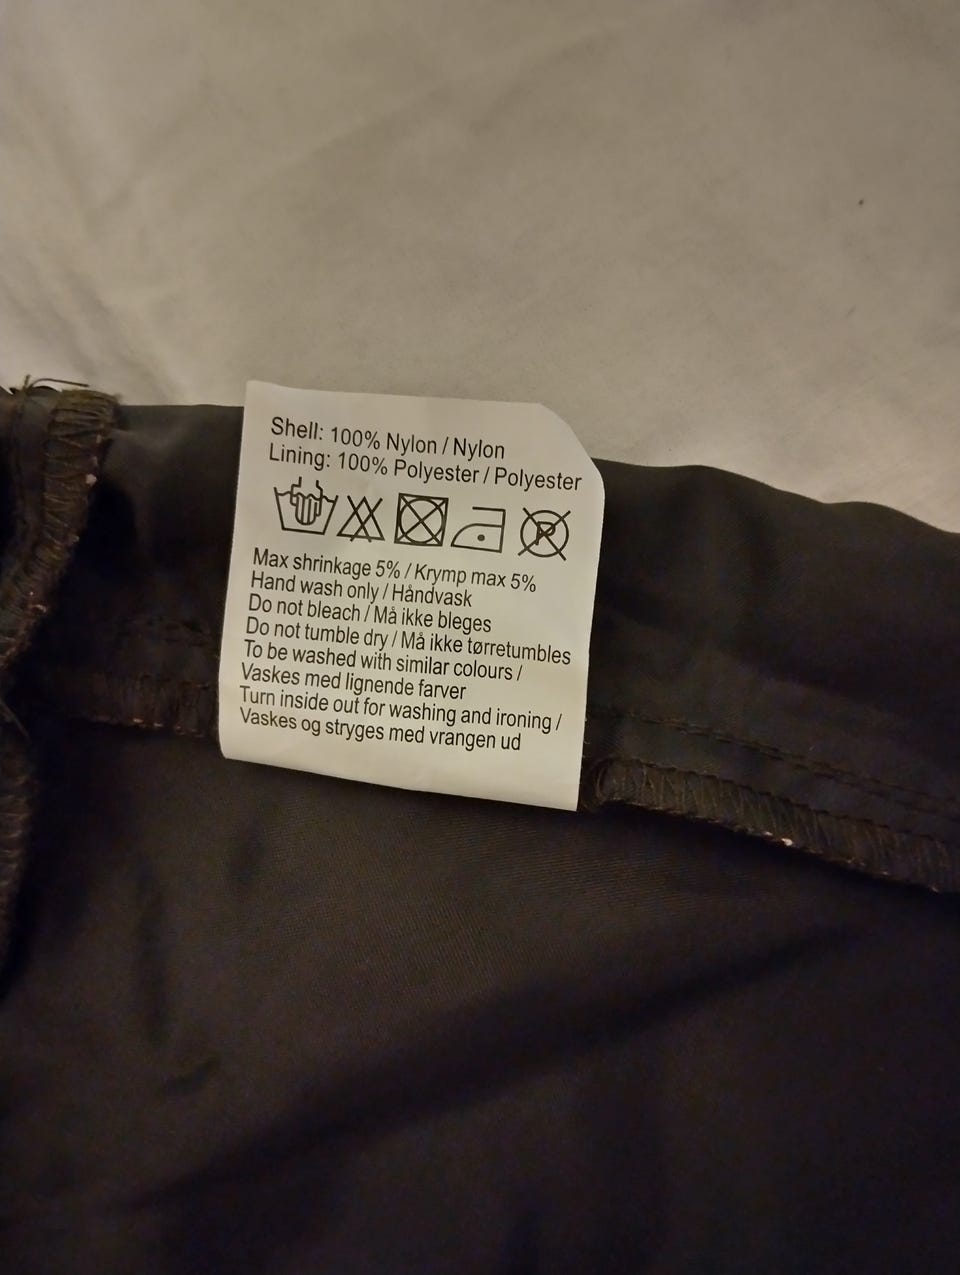 Shell: 100% Nylon / Nylon
Lining: 100% Polyester / Polyester
P
Max shrinkage 5% / Krymp max 5%
Hand wash only / Håndvask
Do not bleach / Må ikke bleges
Do not tumble dry / Må ikke tørretumbles
To be washed with similar colours /
Vaskes med lignende farver
Turn inside out for washing and ironing /
Vaskes og stryges med vrangen ud